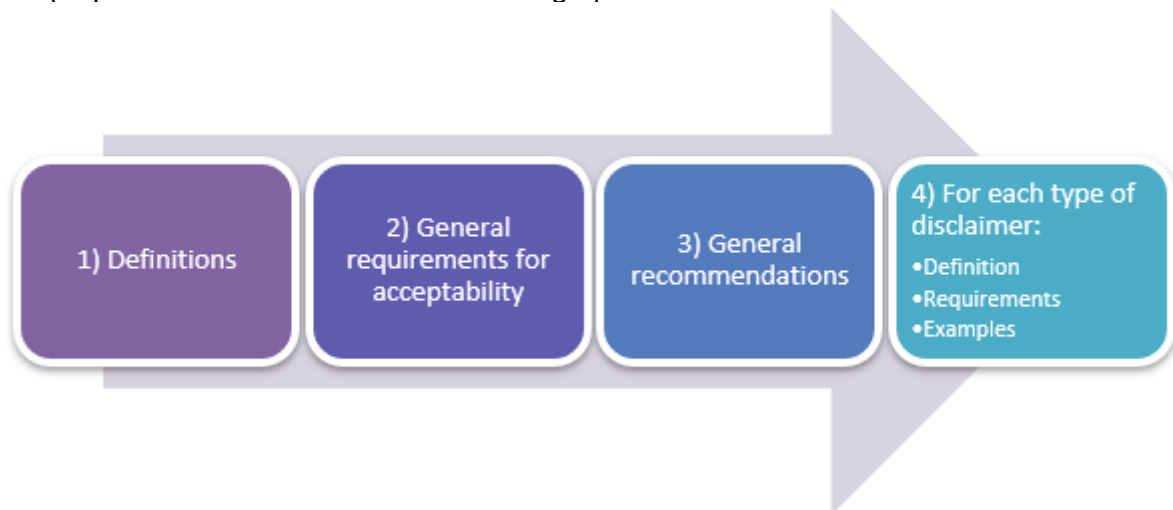 1) Definitions
2) General
requirements for
acceptability
3) General
recommendations
4) For each type of
disclaimer:
•Definition
•Requirements
•Examples